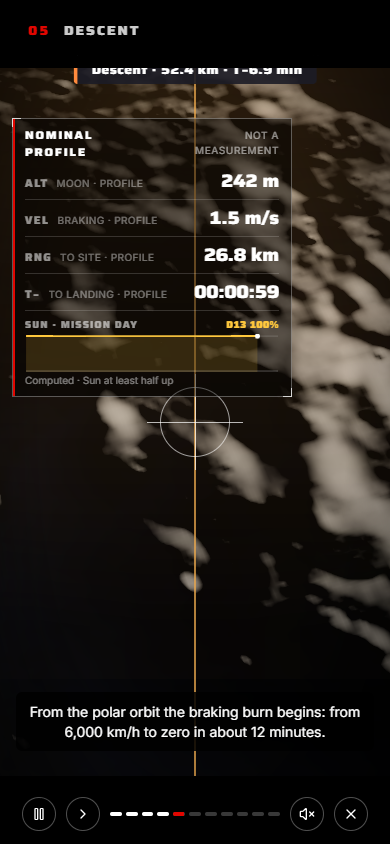 05 DESCENT
Descent · 52.4 km · T−6.9 min
NOMINAL PROFILE
NOT A MEASUREMENT
ALT MOON · PROFILE 242 m
VEL BRAKING · PROFILE 1.5 m/s
RNG TO SITE · PROFILE 26.8 km
T− TO LANDING · PROFILE 00:00:59
SUN · MISSION DAY D13 100%
Computed · Sun at least half up
From the polar orbit the braking burn begins: from
6,000 km/h to zero in about 12 minutes.